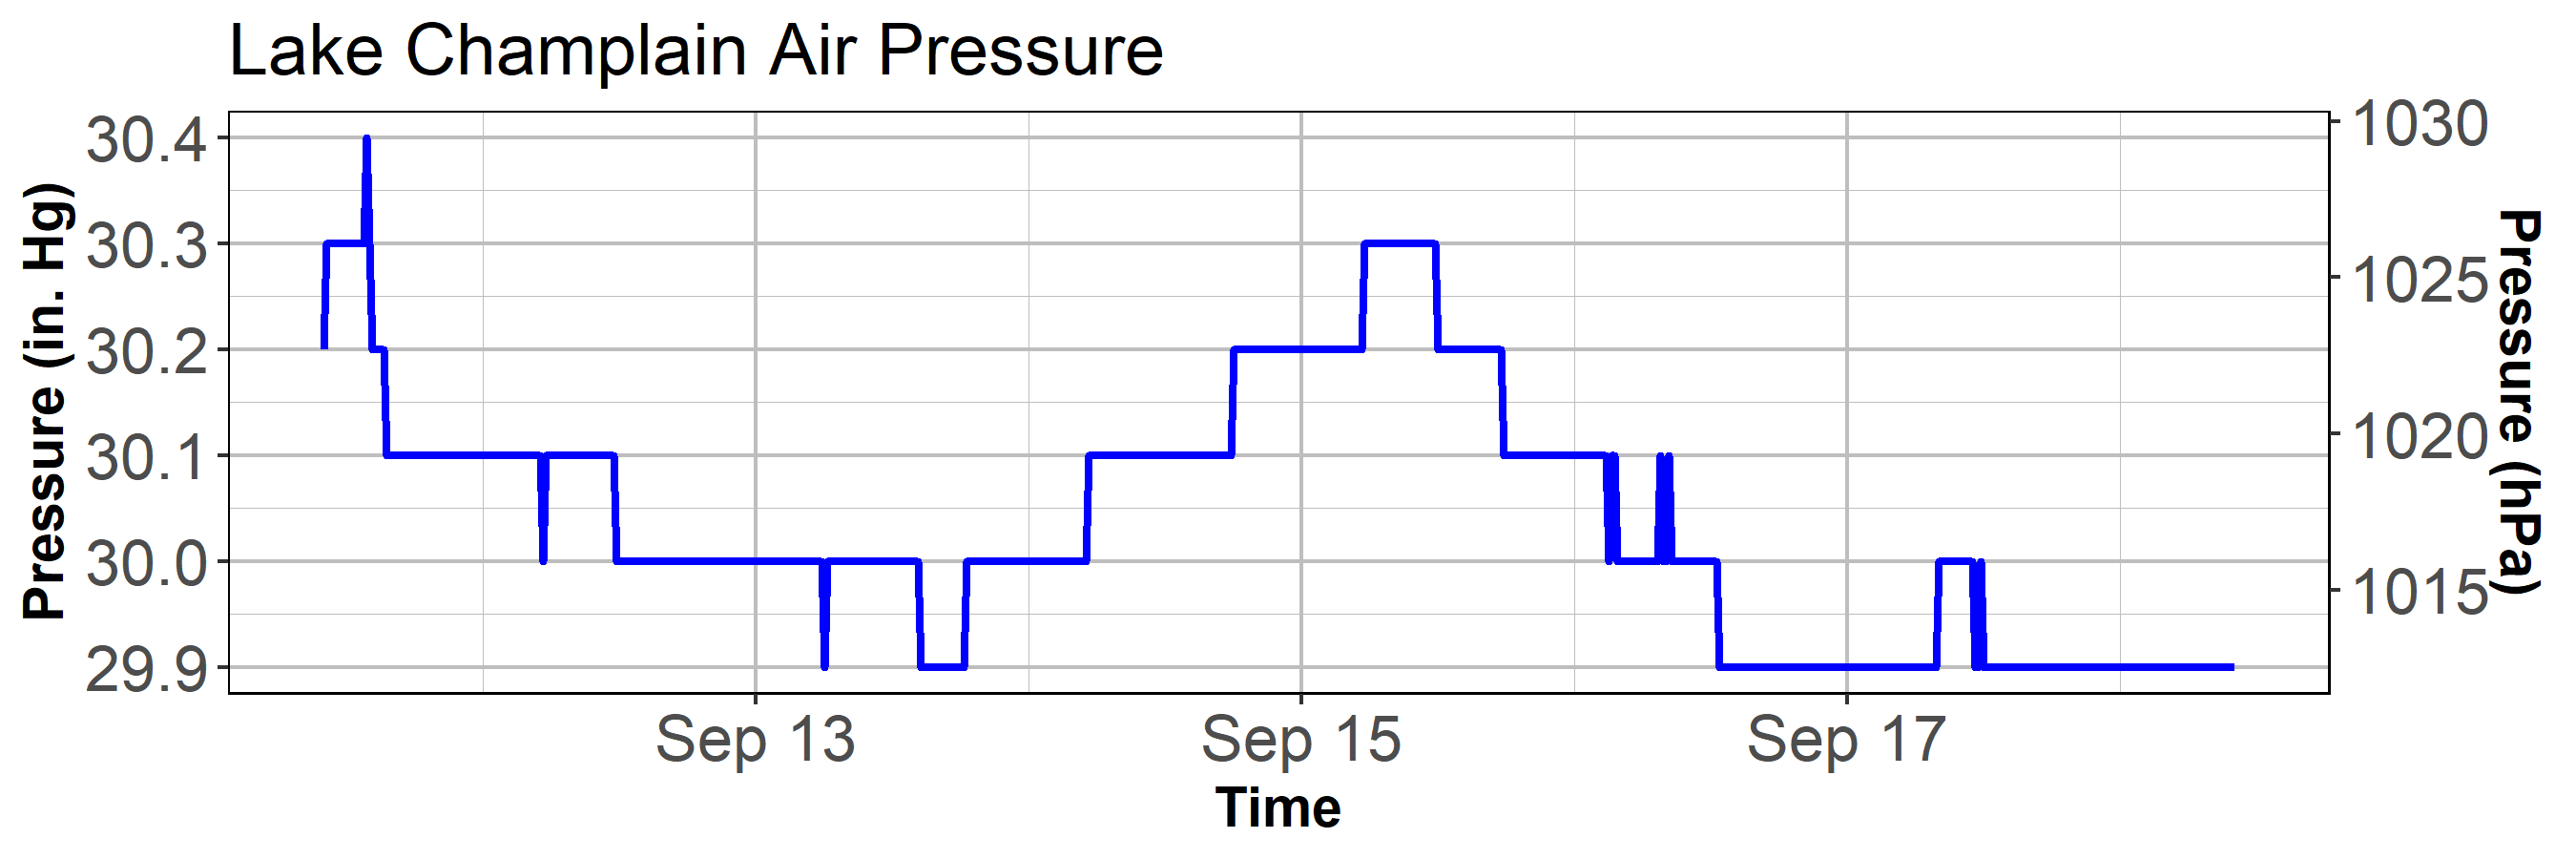 Lake Champlain Air Pressure
Pressure (in. Hg)
30.4
30.3
30.2
30.1
30.0
29.9
1030
1025
1020
1015
Pressure (hPa)
Sep 13 Sep 15 Sep 17
Time